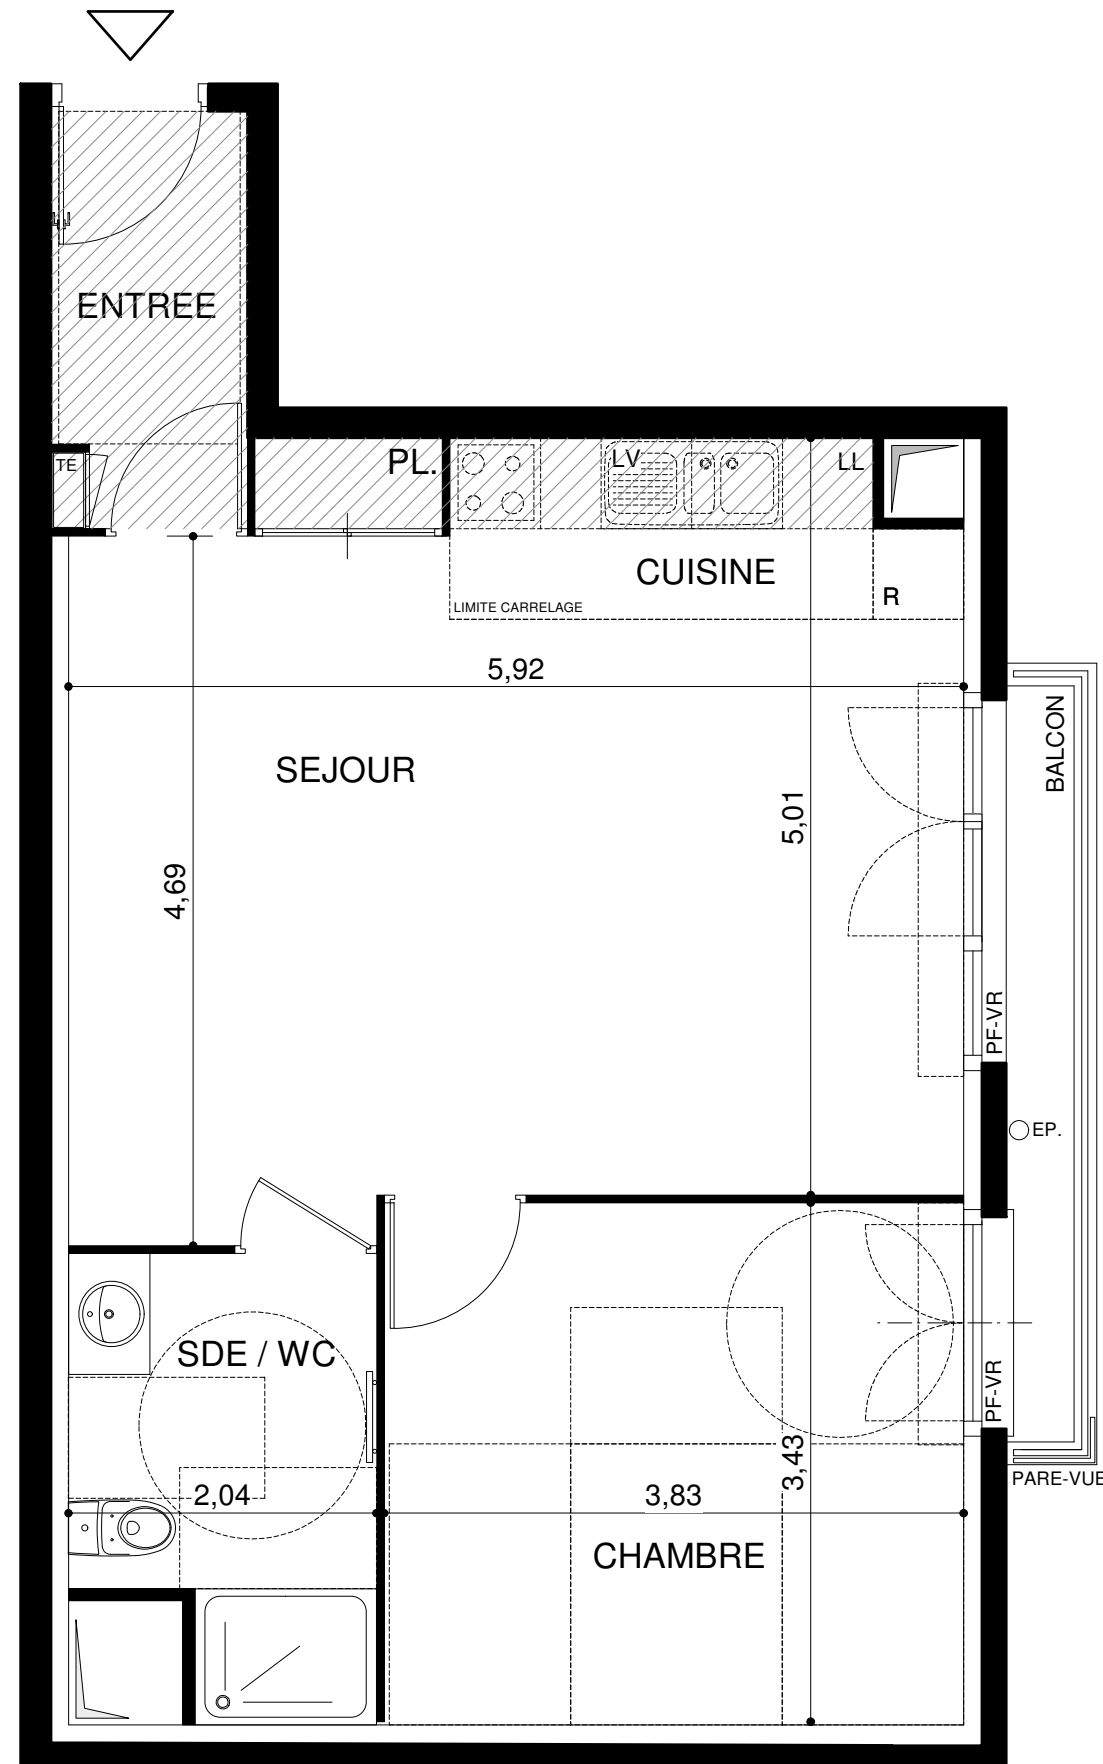 ENTREE
TE
PL.
LV
LL
CUISINE
R
LIMITE CARRELAGE
5,92
BALCON
SEJOUR
5,01
4,69
PF-VR
EP.
SDE / WC
PF-VR
3,43
PARE-VUE
2,04
3,83
CHAMBRE